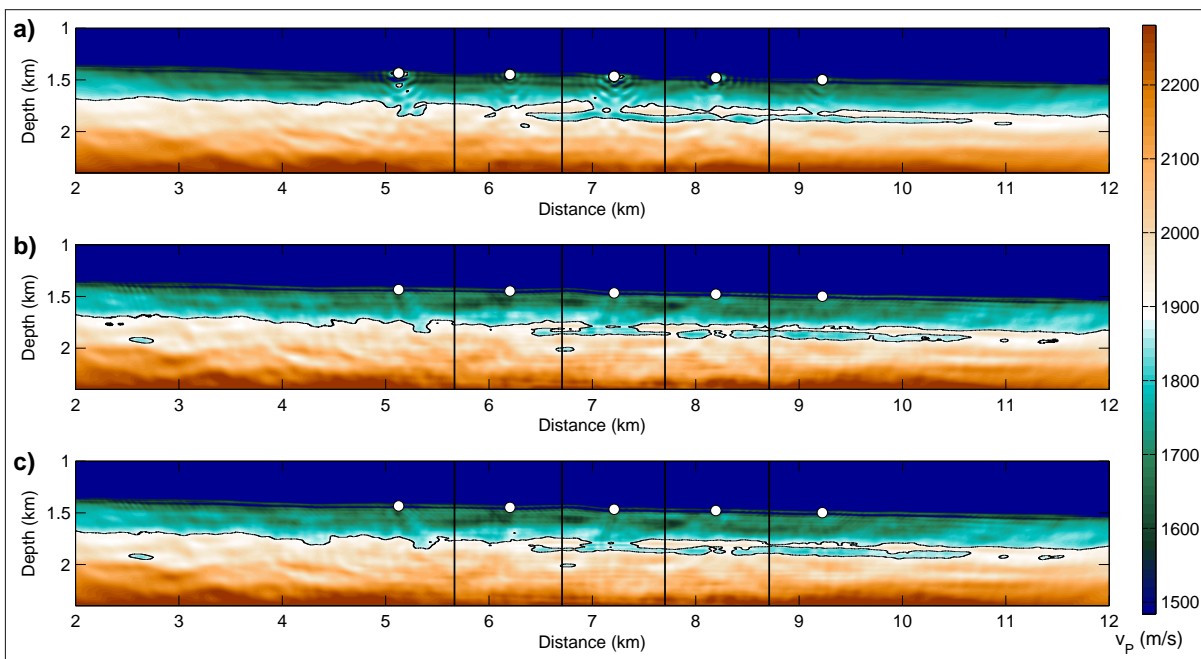 a)
1
1.5
2
Depth (km)
2 3 4 5 6 7 8 9 10 11 12
Distance (km)
b)
1
1.5
2
Depth (km)
2 3 4 5 6 7 8 9 10 11 12
Distance (km)
c)
1
1.5
2
Depth (km)
2 3 4 5 6 7 8 9 10 11 12
Distance (km)
2200
2100
2000
1900
1800
1700
1600
1500
v_P (m/s)